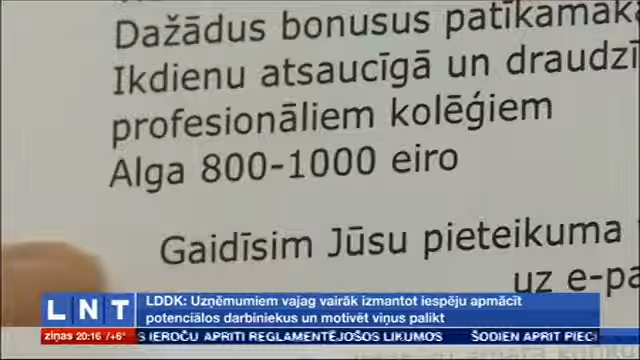 Dažādus bonusus patīkamak
Ikdienu atsaucīgā un draudzī
profesionāliem kolēģiem
Alga 800-1000 eiro
Gaidīsim Jūsu pieteikuma
uz e-pa
LNT
LDDK: Uzņēmumiem vajag vairāk izmantot iespēju apmācīt
potenciālos darbiniekus un motivēt viņus palikt
ziņas 20:16 /+6° S IEROČU APRITI REGLAMENTĒJOŠOS LIKUMOS ŠODIEN APRIT PIECI